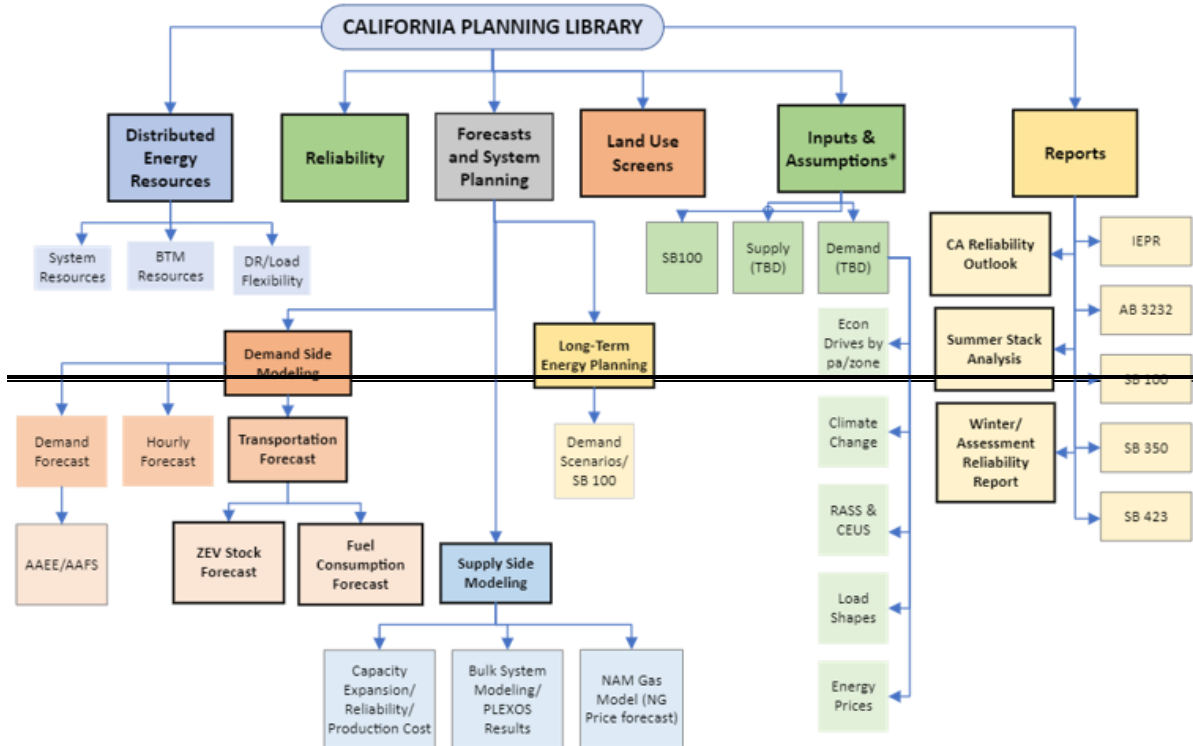 CALIFORNIA PLANNING LIBRARY
Distributed
Energy
Resources
Reliability
Forecasts
and System
Planning
Land Use
Screens
Inputs &
Assumptions*
Reports
System
Resources
BTM
Resources
DR/Load
Flexibility
SB100
Supply
(TBD)
Demand
(TBD)
CA Reliability
Outlook
IEPR
AB 3232
Summer Stack
Analysis
SB 100
Winter/
Assessment
Reliability
Report
SB 350
SB 423
Econ
Drives by
pa/zone
Climate
Change
RASS &
CEUS
Load
Shapes
Energy
Prices
Demand Side
Modeling
Long-Term
Energy Planning
Demand
Forecast
Hourly
Forecast
Transportation
Forecast
Demand
Scenarios/
SB 100
AAEE/AAFS
ZEV Stock
Forecast
Fuel
Consumption
Forecast
Supply Side
Modeling
Capacity
Expansion/
Reliability/
Production Cost
Bulk System
Modeling/
PLEXOS
Results
NAM Gas
Model (NG
Price forecast)